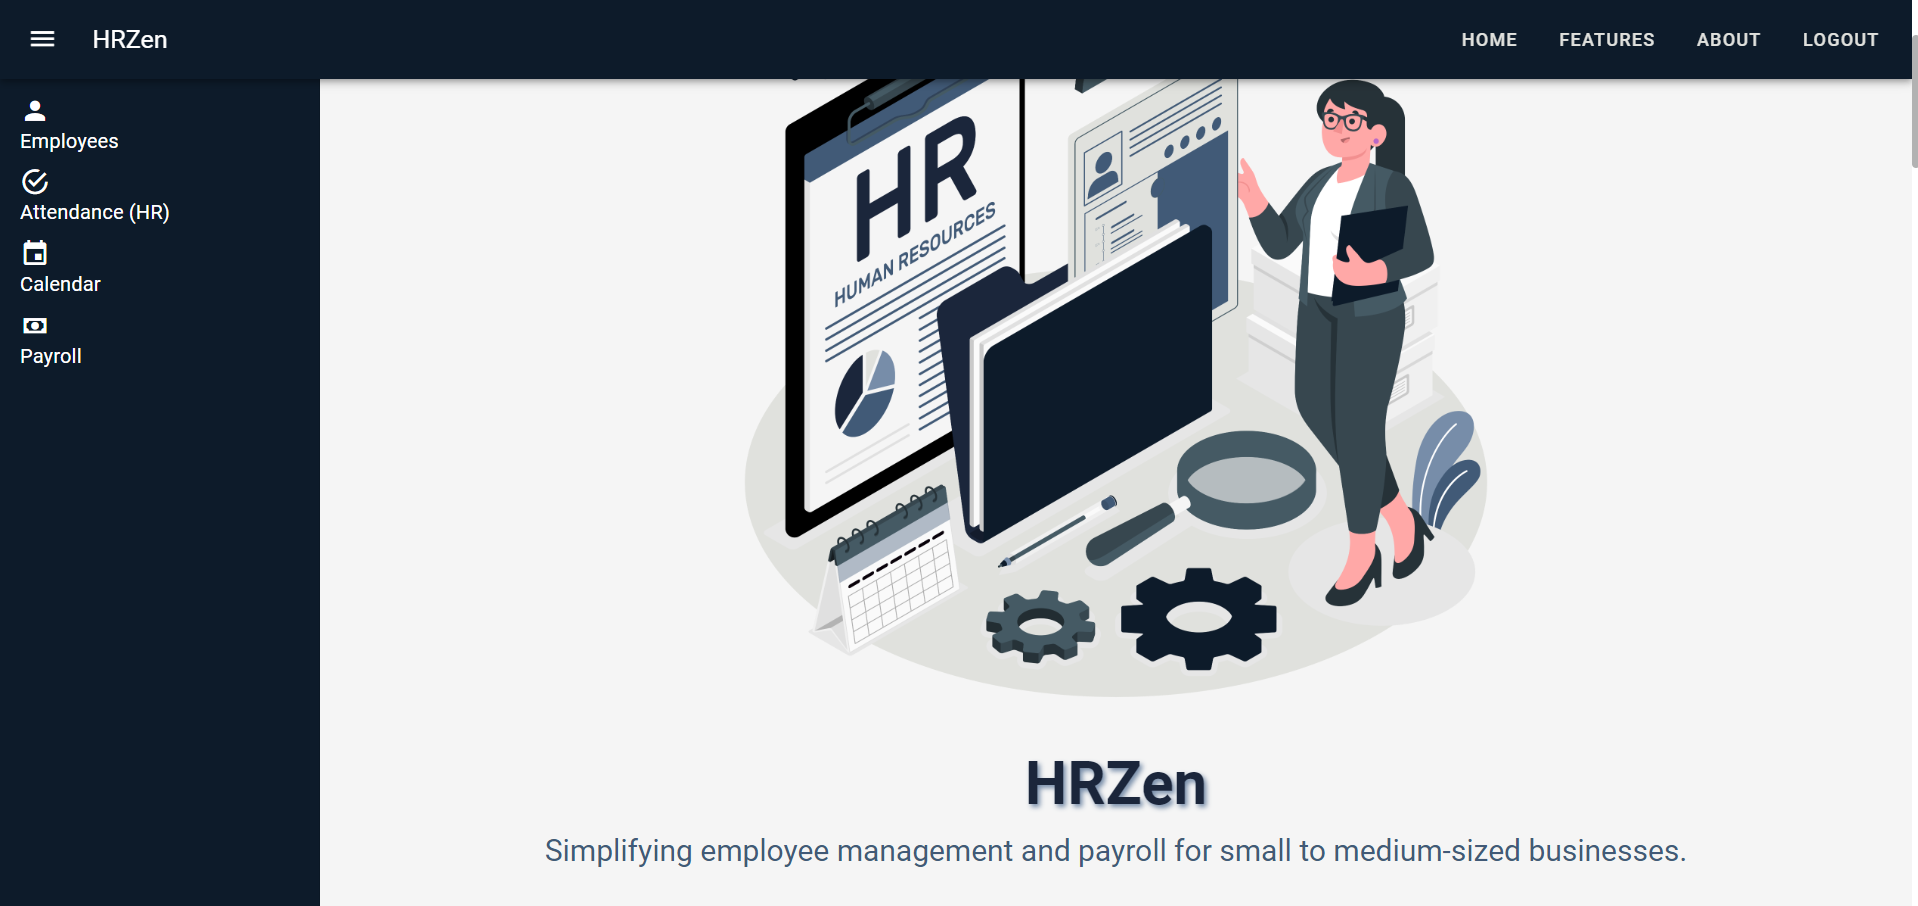 HRZen
HOME
FEATURES
ABOUT
LOGOUT
Employees
Attendance (HR)
Calendar
Payroll
HR
HUMAN RESOURCES
HRZen
Simplifying employee management and payroll for small to medium-sized businesses.